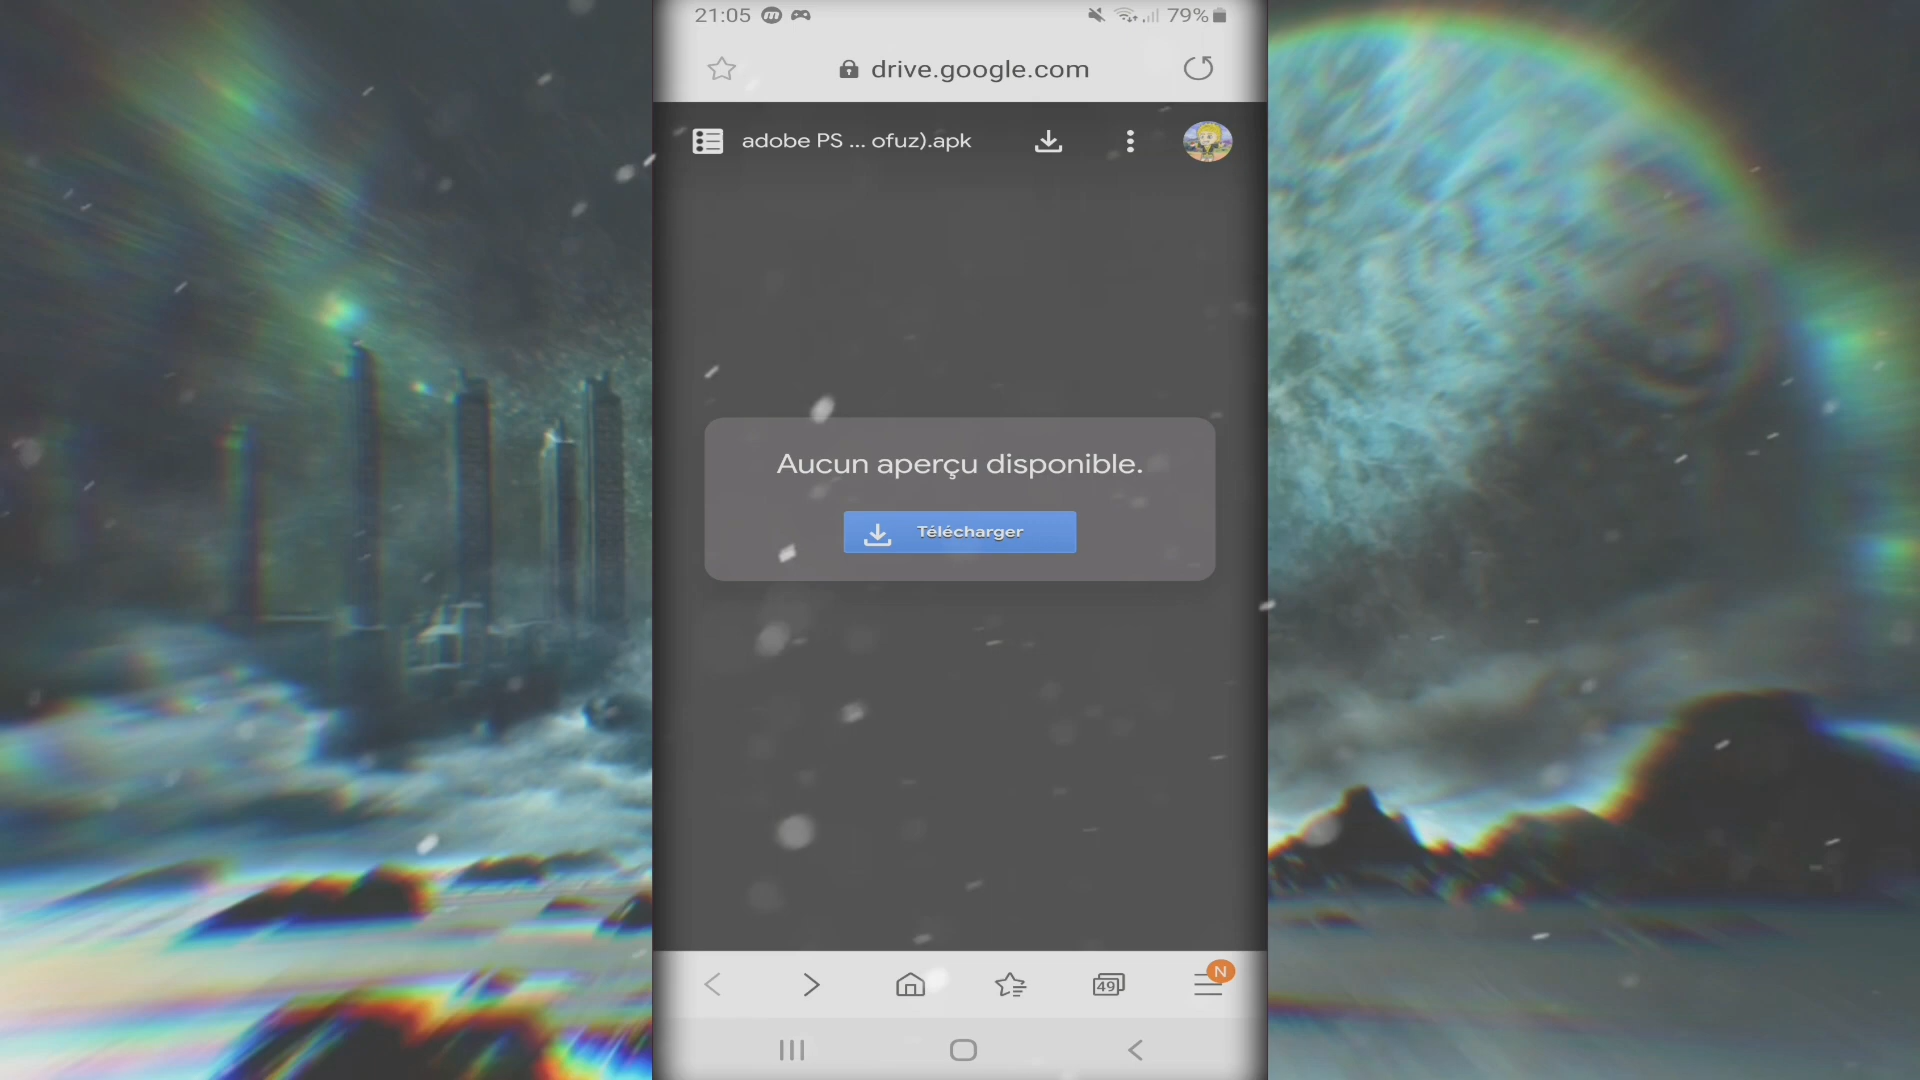 21:05
79%
drive.google.com
adobe PS ... ofuz).apk
Aucun aperçu disponible.
Télécharger
49
N